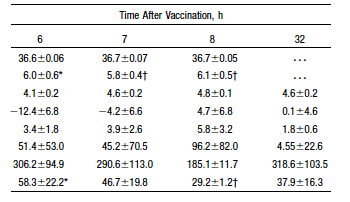 Time After Vaccination, h
6 7 8 32
36.6±0.06 36.7±0.07 36.7±0.05 ...
6.0±0.6* 5.8±0.4† 6.1±0.5† ...
4.1±0.2 4.6±0.2 4.8±0.1 4.6±0.2
−12.4±6.8 −4.2±6.6 4.7±6.8 0.1±4.6
3.4±1.8 3.9±2.6 5.8±3.2 1.8±0.6
51.4±53.0 45.2±70.5 96.2±82.0 4.55±22.6
306.2±94.9 290.6±113.0 185.1±11.7 318.6±103.5
58.3±22.2* 46.7±19.8 29.2±1.2† 37.9±16.3